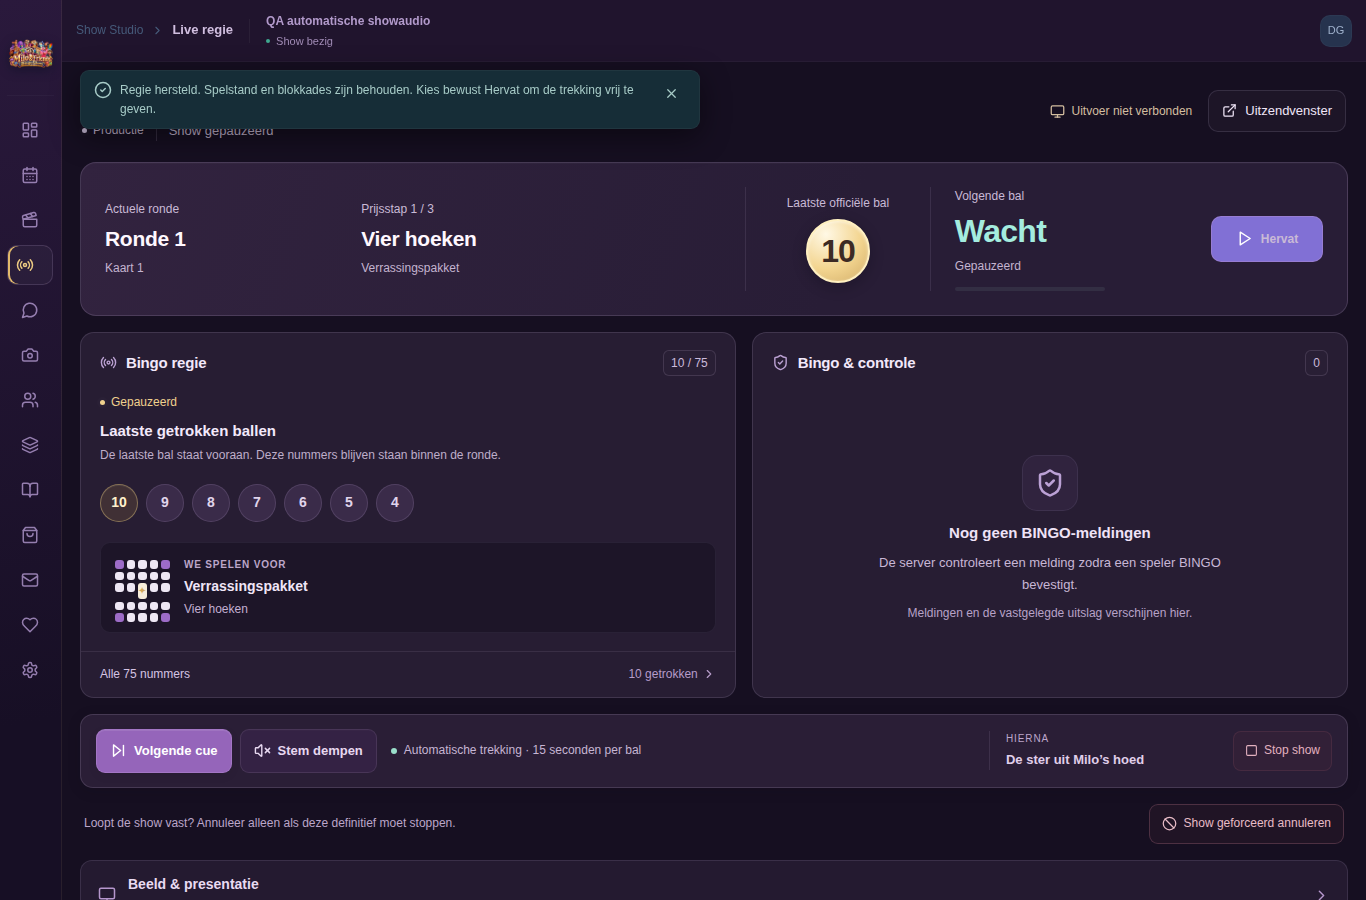 Show Studio
Live regie
QA automatische showaudio
Show bezig
DG
Regie hersteld. Spelstand en blokkades zijn behouden. Kies bewust Hervat om de trekking vrij te
geven.
Productie
Show gepauzeerd
Uitvoer niet verbonden
Uitzendvenster
Actuele ronde
Ronde 1
Kaart 1
Prijsstap 1 / 3
Vier hoeken
Verrassingspakket
Laatste officiële bal
10
Volgende bal
Wacht
Gepauzeerd
Hervat
Bingo regie
10 / 75
Gepauzeerd
Laatste getrokken ballen
De laatste bal staat vooraan. Deze nummers blijven staan binnen de ronde.
10 9 8 7 6 5 4
WE SPELEN VOOR
Verrassingspakket
Vier hoeken
Alle 75 nummers
10 getrokken
Bingo & controle
0
Nog geen BINGO-meldingen
De server controleert een melding zodra een speler BINGO
bevestigt.
Meldingen en de vastgelegde uitslag verschijnen hier.
Volgende cue
Stem dempen
Automatische trekking · 15 seconden per bal
HIERNA
De ster uit Milo’s hoed
Stop show
Loopt de show vast? Annuleer alleen als deze definitief moet stoppen.
Show geforceerd annuleren
Beeld & presentatie